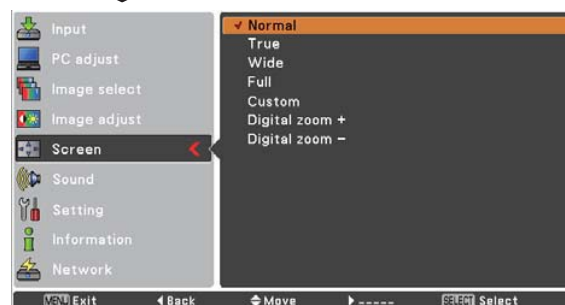 Input
PC adjust
Image select
Image adjust
Screen
Sound
Setting
Information
Network
✔ Normal
True
Wide
Full
Custom
Digital zoom +
Digital zoom –
MENU Exit ◀ Back ◆ Move ▶ ----- SELECT Select